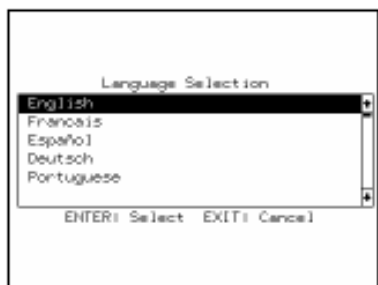 Language Selection
English
Francais
Español
Deutsch
Portuguese
ENTER: Select EXIT: Cancel